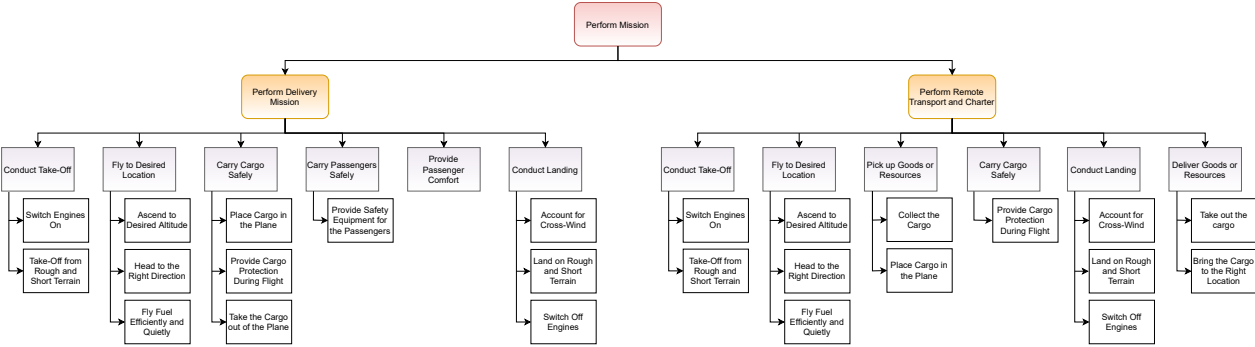 Perform Mission
Perform Delivery
Mission
Perform Remote
Transport and Charter
Conduct Take-Off
Fly to Desired
Location
Carry Cargo
Safely
Carry Passengers
Safely
Provide
Passenger
Comfort
Conduct Landing
Conduct Take-Off
Fly to Desired
Location
Pick up Goods or
Resources
Carry Cargo
Safely
Conduct Landing
Deliver Goods or
Resources
Switch Engines
On
Ascend to
Desired Altitude
Place Cargo in
the Plane
Provide Safety
Equipment for
the Passengers
Account for
Cross-Wind
Switch Engines
On
Ascend to
Desired Altitude
Collect the
Cargo
Provide Cargo
Protection
During Flight
Account for
Cross-Wind
Take out the
cargo
Take-Off from
Rough and
Short Terrain
Head to the
Right Direction
Provide Cargo
Protection
During Flight
Land on Rough
and Short
Terrain
Take-Off from
Rough and
Short Terrain
Head to the
Right Direction
Place Cargo in
the Plane
Land on Rough
and Short
Terrain
Bring the Cargo
to the Right
Location
Fly Fuel
Efficiently and
Quietly
Take the Cargo
out of the Plane
Switch Off
Engines
Fly Fuel
Efficiently and
Quietly
Switch Off
Engines